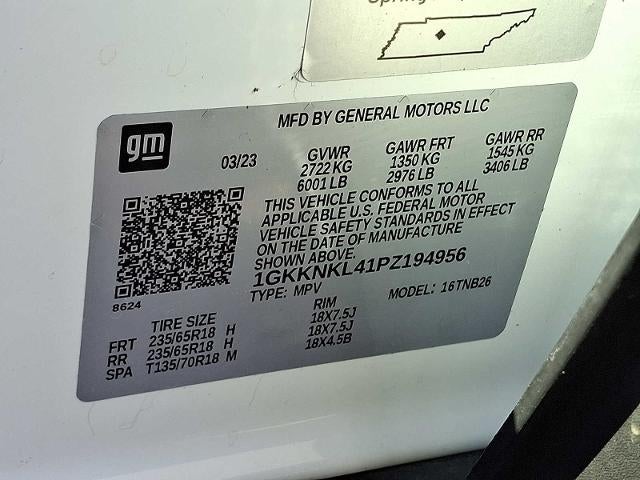 Spring
gm
MFD BY GENERAL MOTORS LLC
03/23
GVWR GAWR FRT GAWR RR
2722 KG 1350 KG 1545 KG
6001 LB 2976 LB 3406 LB
THIS VEHICLE CONFORMS TO ALL
APPLICABLE U.S. FEDERAL MOTOR
VEHICLE SAFETY STANDARDS IN EFFECT
ON THE DATE OF MANUFACTURE
SHOWN ABOVE.
1GKKNKL41PZ194956
TYPE: MPV MODEL: 16TNB26
8624
TIRE SIZE RIM
FRT 235/65R18 H 18X7.5J
RR 235/65R18 H 18X7.5J
SPA T135/70R18 M 18X4.5B